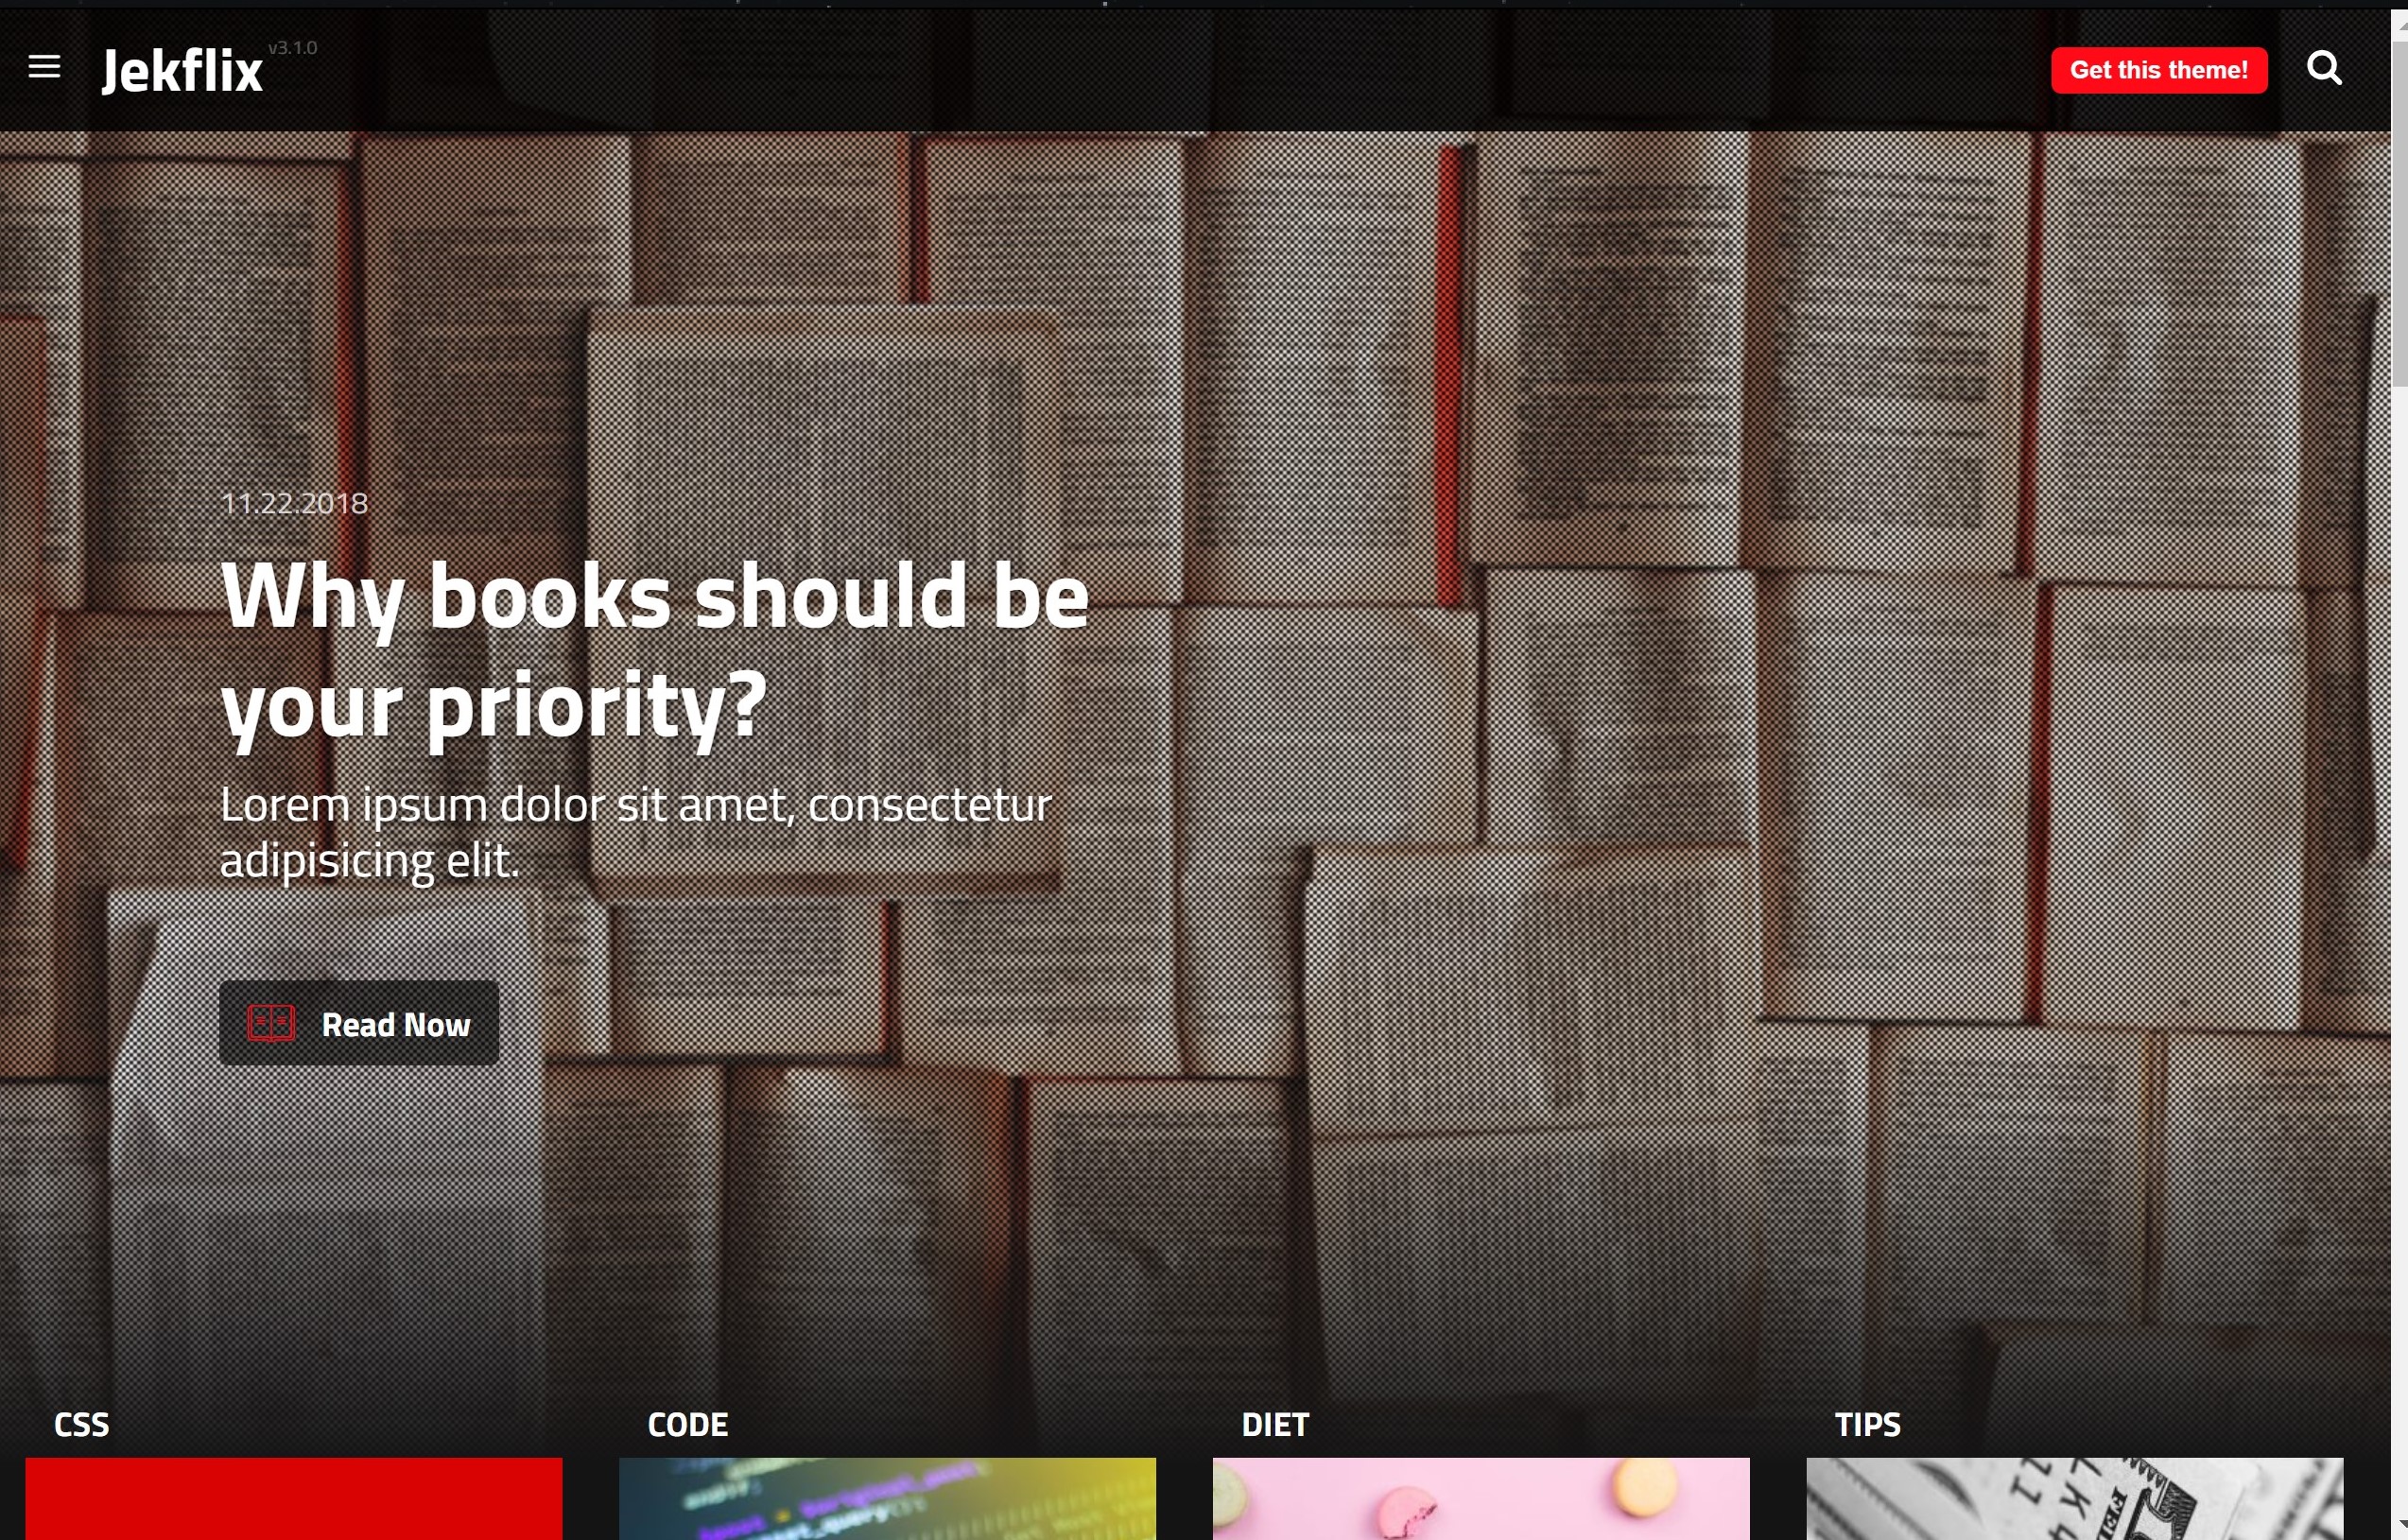 Jekflix v3.1.0
Get this theme!
11.22.2018
Why books should be
your priority?
Lorem ipsum dolor sit amet, consectetur
adipisicing elit.
Read Now
CSS
CODE
DIET
TIPS